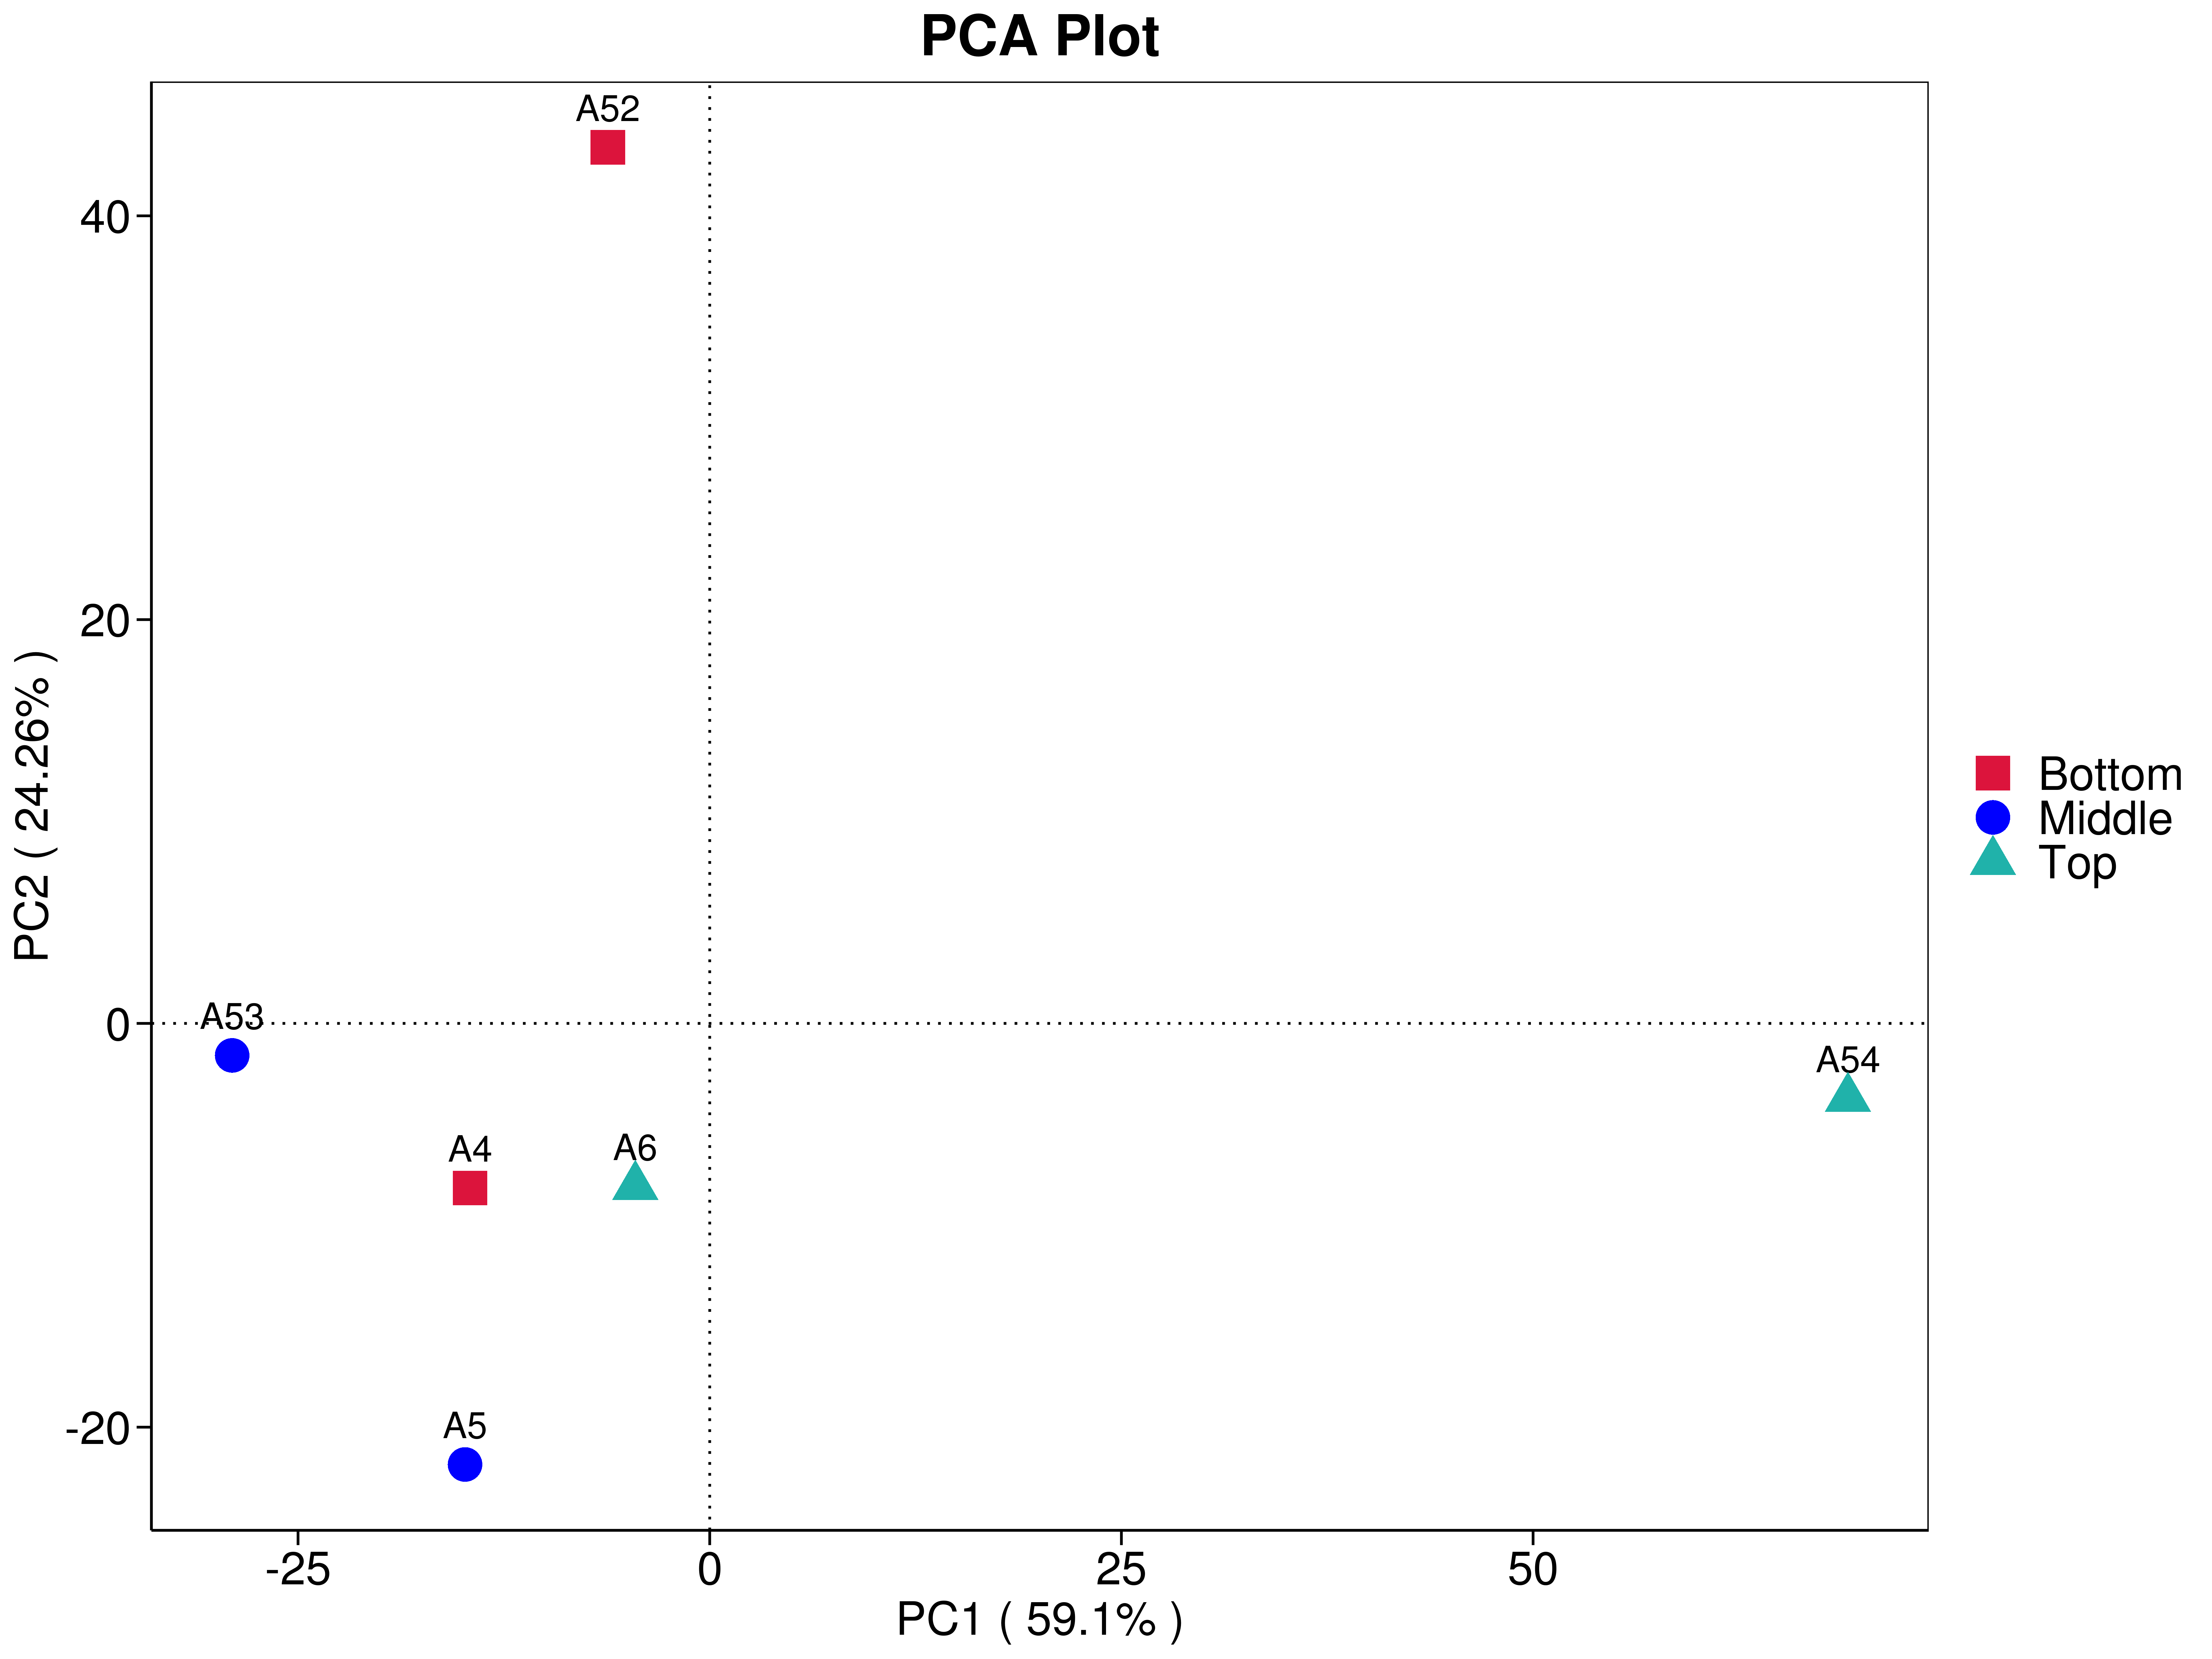 PCA Plot
A52
40
20
PC2 ( 24.26% )
0
A53
A54
A4
A6
-20
A5
-25
0
25
50
PC1 ( 59.1% )
Bottom
Middle
Top